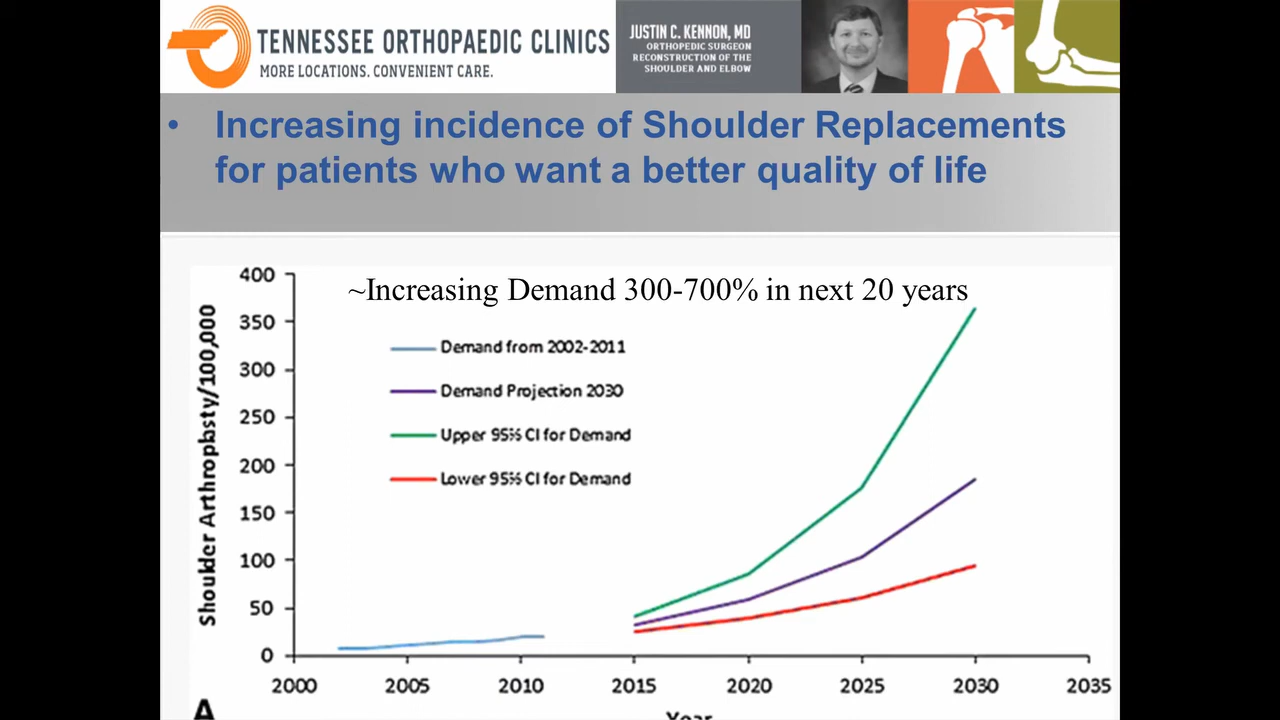 TENNESSEE ORTHOPAEDIC CLINICS
MORE LOCATIONS. CONVENIENT CARE.
JUSTIN C. KENNON, MD
ORTHOPEDIC SURGEON
RECONSTRUCTION OF THE
SHOULDER AND ELBOW
• Increasing incidence of Shoulder Replacements
for patients who want a better quality of life
~Increasing Demand 300-700% in next 20 years
Shoulder Arthroplasty/100,000
400
350
300
250
200
150
100
50
0
Demand from 2002-2011
Demand Projection 2030
Upper 95% CI for Demand
Lower 95% CI for Demand
2000 2005 2010 2015 2020 2025 2030 2035
A
Year